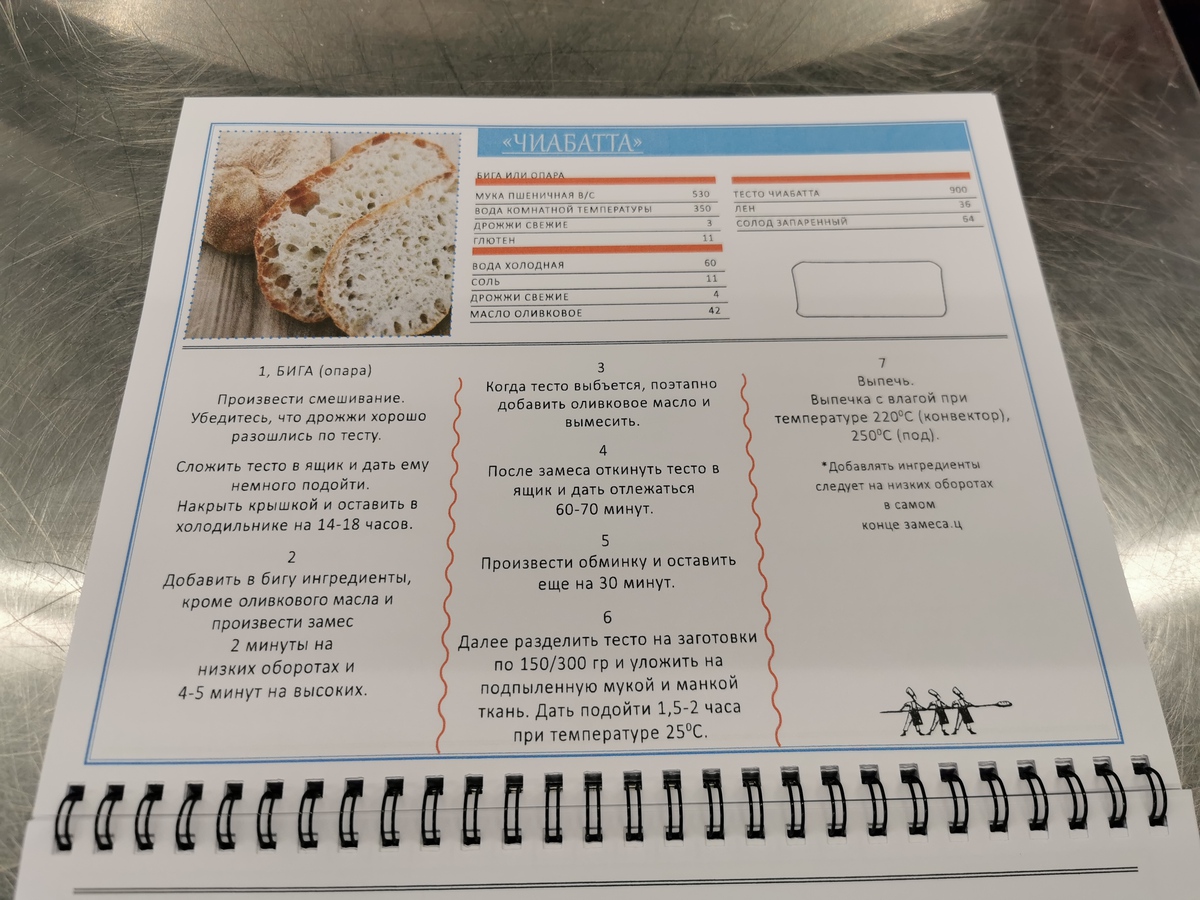 «ЧИАБАТТА»
БИГА ИЛИ ОПАРА
МУКА ПШЕНИЧНАЯ В/С 530
ВОДА КОМНАТНОЙ ТЕМПЕРАТУРЫ 350
ДРОЖЖИ СВЕЖИЕ 3
ГЛЮТЕН 11
ВОДА ХОЛОДНАЯ 60
СОЛЬ 11
ДРОЖЖИ СВЕЖИЕ 4
МАСЛО ОЛИВКОВОЕ 42
ТЕСТО ЧИАБАТТА 900
ЛЕН 36
СОЛОД ЗАПАРЕННЫЙ 64
1, БИГА (опара)
Произвести смешивание.
Убедитесь, что дрожжи хорошо
разошлись по тесту.
Сложить тесто в ящик и дать ему
немного подойти.
Накрыть крышкой и оставить в
холодильнике на 14-18 часов.
2
Добавить в бигу ингредиенты,
кроме оливкового масла и
произвести замес
2 минуты на
низких оборотах и
4-5 минут на высоких.
3
Когда тесто выбъется, поэтапно
добавить оливковое масло и
вымесить.
4
После замеса откинуть тесто в
ящик и дать отлежаться
60-70 минут.
5
Произвести обминку и оставить
еще на 30 минут.
6
Далее разделить тесто на заготовки
по 150/300 гр и уложить на
подпыленную мукой и манкой
ткань. Дать подойти 1,5-2 часа
при температуре 25⁰С.
7
Выпечь.
Выпечка с влагой при
температуре 220⁰С (конвектор),
250⁰С (под).
*Добавлять ингредиенты
следует на низких оборотах
в самом
конце замеса.ц